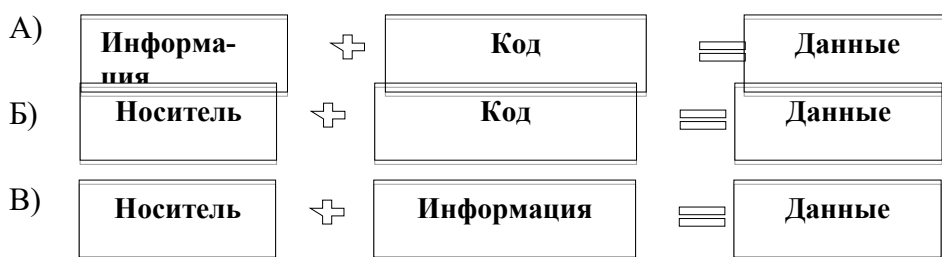 А) Информа- + Код = Данные
ция
Б) Носитель + Код = Данные
В) Носитель + Информация = Данные